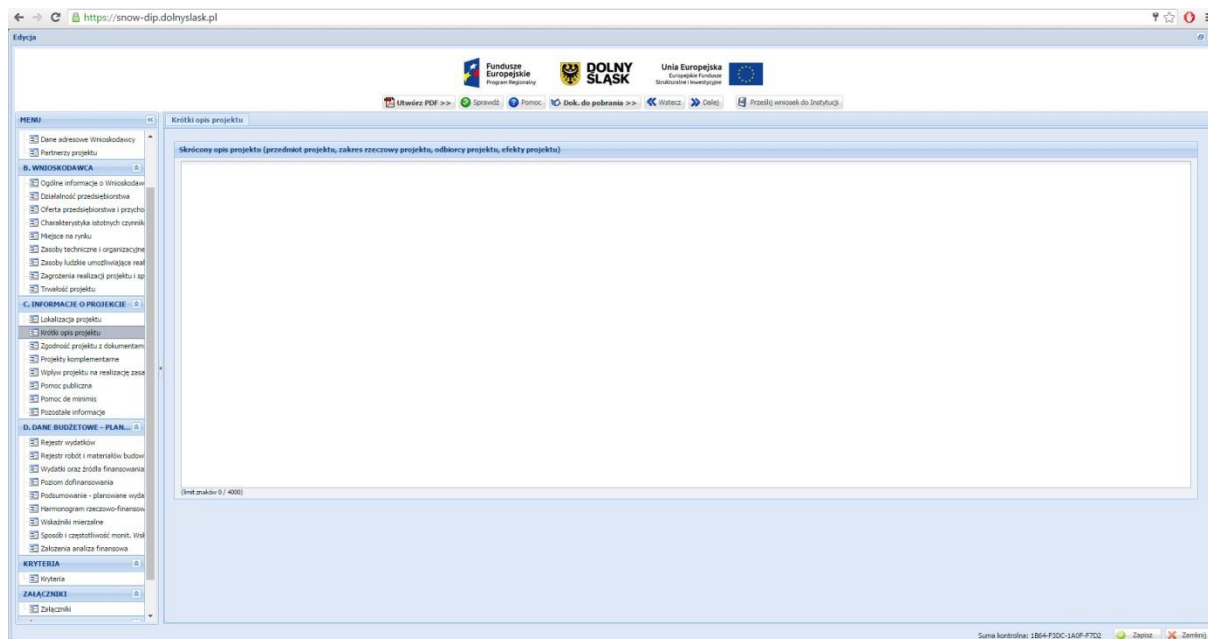 https://snow-dip.dolnyslask.pl
Edycja
Fundusze
Europejskie
Program Regionalny
DOLNY
ŚLĄSK
Unia Europejska
Europejskie Fundusze
Strukturalne i Inwestycyjne
Utwórz PDF >> Sprawdź Pomoc Dok. do pobrania >> Wstecz Dalej Prześlij wniosek do Instytucji
MENU
Dane adresowe Wnioskodawcy
Partnerzy projektu
B. WNIOSKODAWCA
Ogólne informacje o Wnioskodaw
Działalność przedsiębiorstwa
Oferta przedsiębiorstwa i przycho
Charakterystyka istotnych czynnik
Miejsce na rynku
Zasoby techniczne i organizacyjne
Zasoby ludzkie umożliwiające real
Zagrożenia realizacji projektu i sp
Trwałość projektu
C. INFORMACJE O PROJEKCIE
Lokalizacja projektu
Krótki opis projektu
Zgodność projektu z dokumentam
Projekty komplementarne
Wpływ projektu na realizację zasa
Pomoc publiczna
Pomoc de minimis
Pozostałe informacje
D. DANE BUDŻETOWE – PLAN...
Rejestr wydatków
Rejestr robót i materiałów budow
Wydatki oraz źródła finansowania
Poziom dofinansowania
Podsumowanie - planowane wyda
Harmonogram rzeczowo-finansow
Wskaźniki mierzalne
Sposób i częstotliwość monit. Wsk
Założenia analiza finansowa
KRYTERIA
Kryteria
ZAŁĄCZNIKI
Załączniki
Krótki opis projektu
Skrócony opis projektu (przedmiot projektu, zakres rzeczowy projektu, odbiorcy projektu, efekty projektu)
(limit znaków 0 / 4000)
Suma kontrolna: 1B64-F3DC-1A0F-F7D2 Zapisz Zamknij